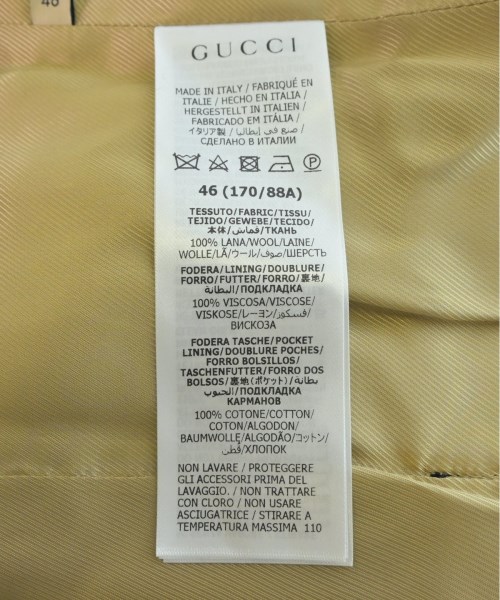 46
GUCCI
MADE IN ITALY / FABRIQUÉ EN
ITALIE / HECHO EN ITALIA /
HERGESTELLT IN ITALIEN /
FABRICADO EM ITÁLIA /
イタリア製 / صنع في إيطاليا /
СДЕЛАНО В ИТАЛИИ
46 (170/88A)
TESSUTO/FABRIC/TISSU/
TEJIDO/GEWEBE/TECIDO/
本体/قماش/ТКАНЬ
100% LANA/WOOL/LAINE/
WOLLE/LÃ/ウール/صوف/ШЕРСТЬ
FODERA/LINING/DOUBLURE/
FORRO/FUTTER/FORRO/裏地/
البطانة/ПОДКЛАДКА
100% VISCOSA/VISCOSE/
VISKOSE/レーヨン/فسكوز/
ВИСКОЗА
FODERA TASCHE/POCKET
LINING/DOUBLURE POCHES/
FORRO BOLSILLOS/
TASCHENFUTTER/FORRO DOS
BOLSOS/裏地(ポケット)/بطانة
الجيوب/ПОДКЛАДКА
КАРМАНОВ
100% COTONE/COTTON/
COTON/ALGODON/
BAUMWOLLE/ALGODÃO/コットン/
قطن/ХЛОПОК
NON LAVARE / PROTEGGERE
GLI ACCESSORI PRIMA DEL
LAVAGGIO. / NON TRATTARE
CON CLORO / NON USARE
ASCIUGATRICE / STIRARE A
TEMPERATURA MASSIMA 110